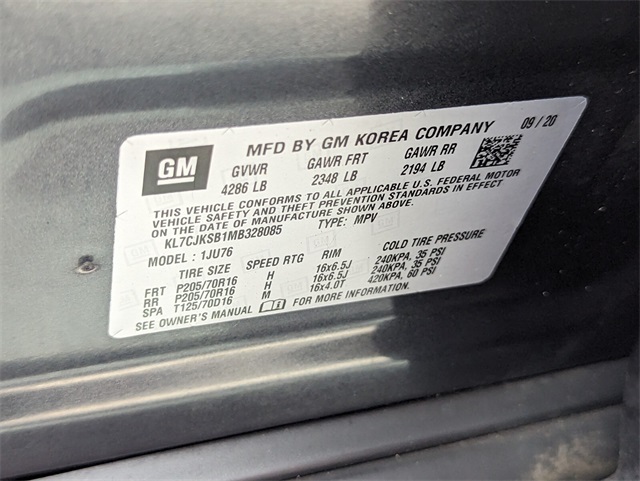 GM
MFD BY GM KOREA COMPANY 09/20
GVWR GAWR FRT GAWR RR
4286 LB 2348 LB 2194 LB
THIS VEHICLE CONFORMS TO ALL APPLICABLE U.S. FEDERAL MOTOR
VEHICLE SAFETY AND THEFT PREVENTION STANDARDS IN EFFECT
ON THE DATE OF MANUFACTURE SHOWN ABOVE.
KL7CJKSB1MB328085 TYPE: MPV
MODEL: 1JU76
TIRE SIZE SPEED RTG RIM COLD TIRE PRESSURE
FRT P205/70R16 H 16x6.5J 240KPA, 35 PSI
RR P205/70R16 H 16x6.5J 240KPA, 35 PSI
SPA T125/70D16 M 16x4.0T 420KPA, 60 PSI
SEE OWNER'S MANUAL FOR MORE INFORMATION.